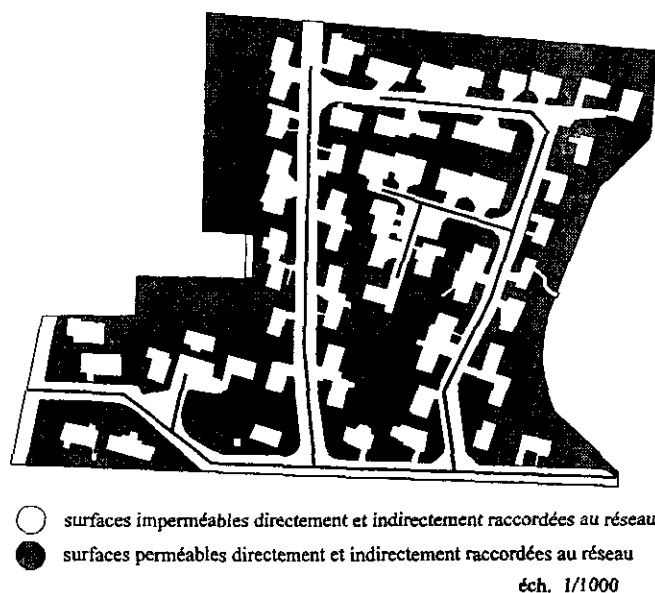 surfaces imperméables directement et indirectement raccordées au réseau
surfaces perméables directement et indirectement raccordées au réseau
éch. 1/1000